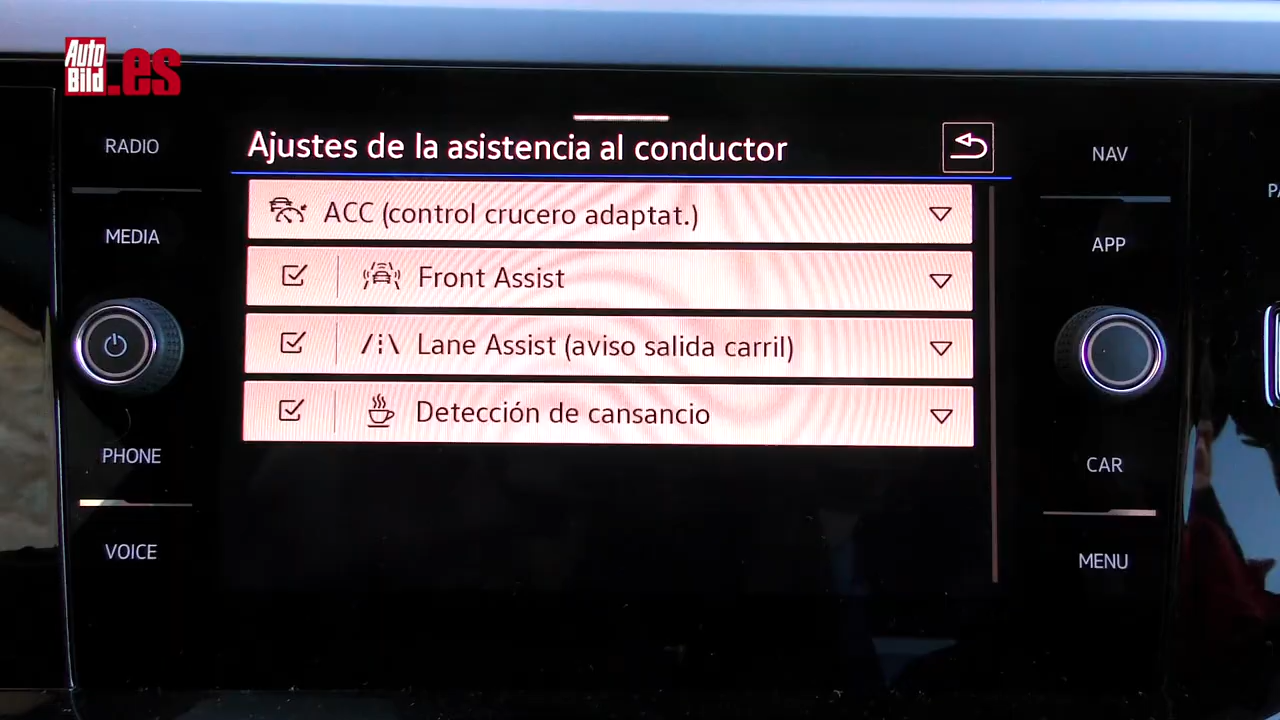 Auto
Bild
.es
RADIO
MEDIA
PHONE
VOICE
Ajustes de la asistencia al conductor
ACC (control crucero adaptat.)
Front Assist
Lane Assist (aviso salida carril)
Detección de cansancio
NAV
APP
CAR
MENU